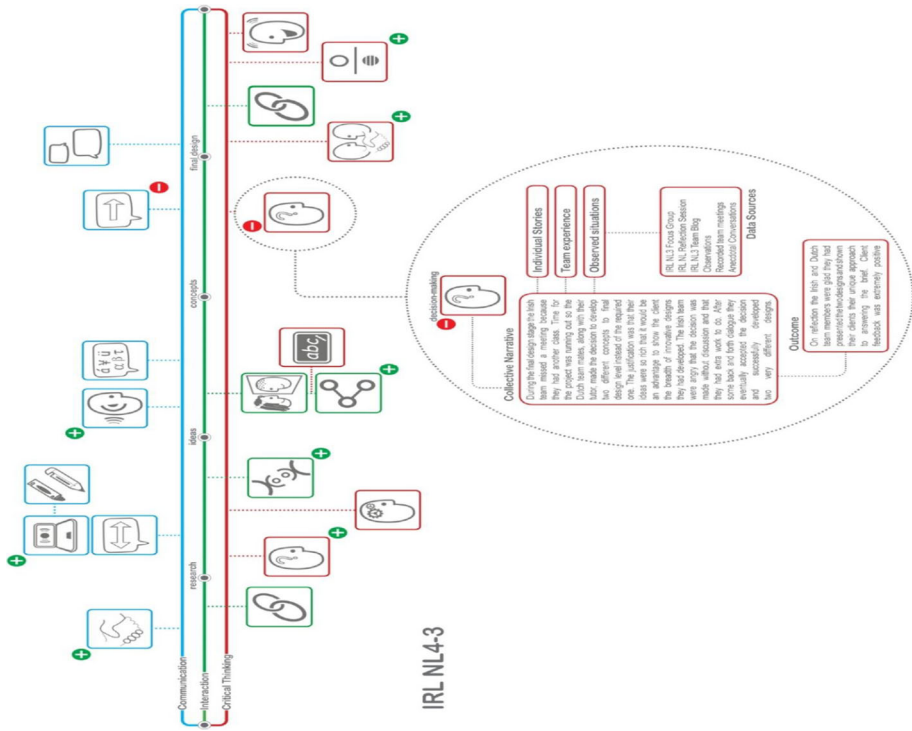 Communication
Interaction
Critical Thinking
research
ideas
concepts
final design
abc
IRL NL4-3
decision-making
Collective Narrative
During the final design stage the Irish
team missed a meeting because
they had another class. Time for
the project was running out so the
Dutch team mates, along with their
tutor, made the decision to develop
two different concepts to final
design level instead of the required
one. The justification was that their
ideas were so rich that it would be
an advantage to show the client
the breadth of innovative designs
they had developed. The Irish team
were angry that the decision was
made without discussion and that
they had extra work to do. After
some back and forth dialogue they
eventually accepted the decision
and successfully developed
two very different designs.
Individual Stories
Team experience
Observed situations
IRL NL3 Focus Group
IRL NL Reflection Session
IRL NL3 Team Blog
Observations
Recorded team meetings
Anecdotal Conversations
Data Sources
Outcome
On reflection the Irish and Dutch
team members were glad they had
presented the two designs and shown
their clients their unique approach
to answering the brief. Client
feedback was extremely positive